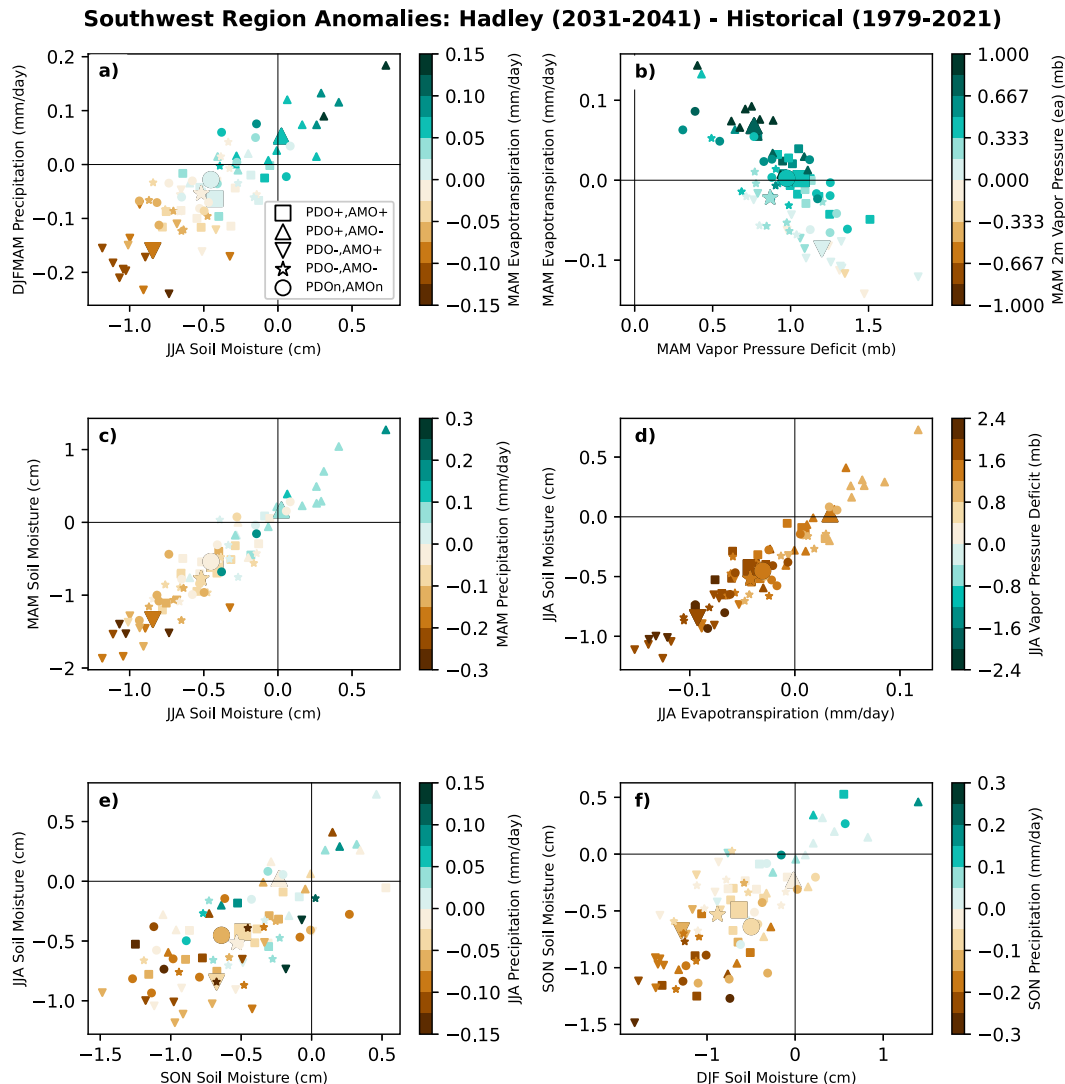 Southwest Region Anomalies: Hadley (2031-2041) - Historical (1979-2021)
a)
DJFMAM Precipitation (mm/day)
0.2
0.1
0.0
−0.1
−0.2
−1.0 −0.5 0.0 0.5
JJA Soil Moisture (cm)
PDO+,AMO+
PDO+,AMO-
PDO-,AMO+
PDO-,AMO-
PDOn,AMOn
0.15
0.10
0.05
0.00
−0.05
−0.10
−0.15
MAM Evapotranspiration (mm/day)
b)
MAM Evapotranspiration (mm/day)
0.1
0.0
−0.1
0.0 0.5 1.0 1.5
MAM Vapor Pressure Deficit (mb)
1.000
0.667
0.333
0.000
−0.333
−0.667
−1.000
MAM 2m Vapor Pressure (ea) (mb)
c)
MAM Soil Moisture (cm)
1
0
−1
−2
−1.0 −0.5 0.0 0.5
JJA Soil Moisture (cm)
0.3
0.2
0.1
0.0
−0.1
−0.2
−0.3
MAM Precipitation (mm/day)
d)
JJA Soil Moisture (cm)
0.5
0.0
−0.5
−1.0
−0.1 0.0 0.1
JJA Evapotranspiration (mm/day)
2.4
1.6
0.8
0.0
−0.8
−1.6
−2.4
JJA Vapor Pressure Deficit (mb)
e)
JJA Soil Moisture (cm)
0.5
0.0
−0.5
−1.0
−1.5 −1.0 −0.5 0.0 0.5
SON Soil Moisture (cm)
0.15
0.10
0.05
0.00
−0.05
−0.10
−0.15
JJA Precipitation (mm/day)
f)
SON Soil Moisture (cm)
0.5
0.0
−0.5
−1.0
−1.5
−1 0 1
DJF Soil Moisture (cm)
0.3
0.2
0.1
0.0
−0.1
−0.2
−0.3
SON Precipitation (mm/day)